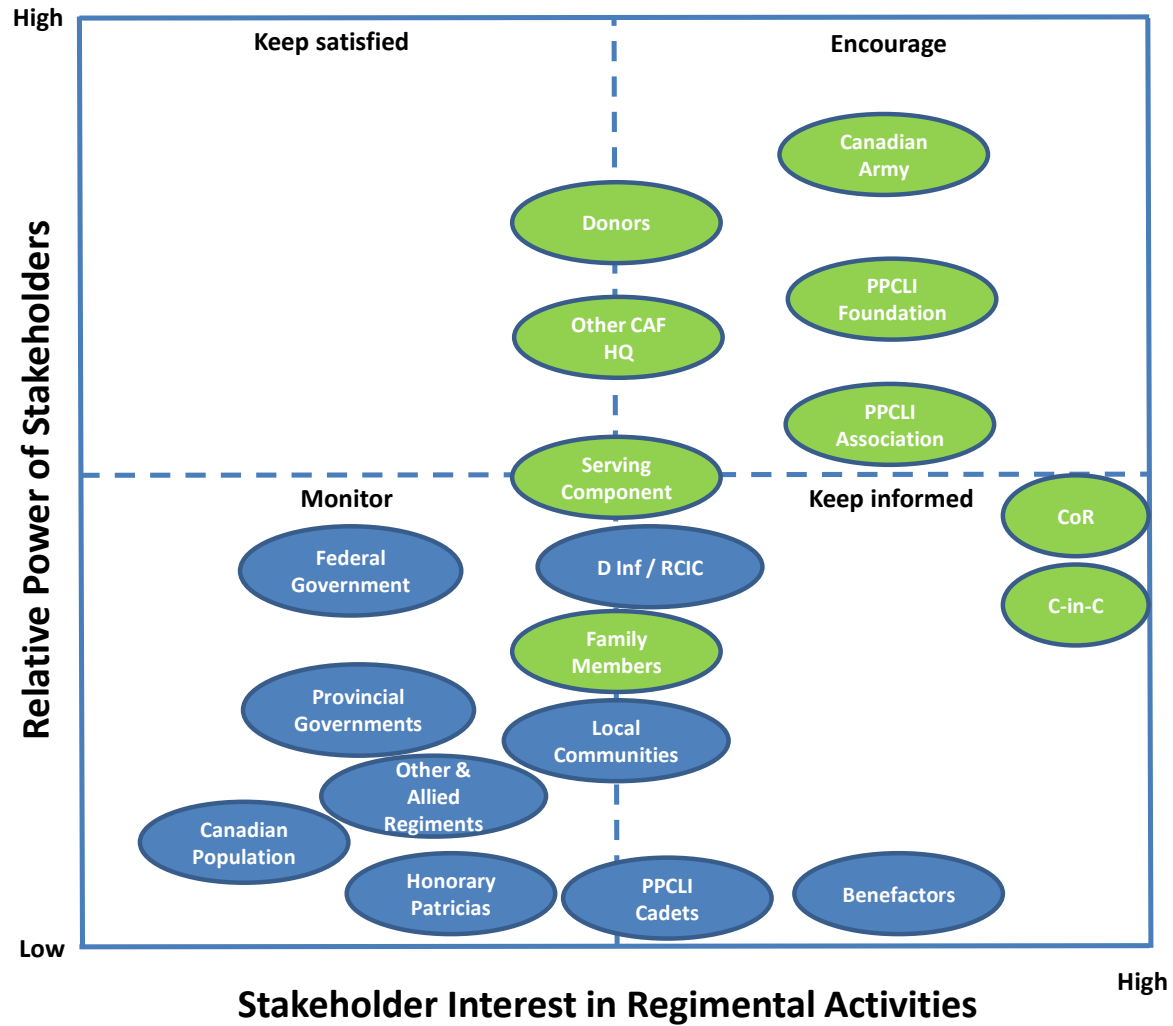 High
Keep satisfied
Encourage
Canadian
Army
Donors
PPCLI
Foundation
Other CAF
HQ
PPCLI
Association
Serving
Component
Monitor
Keep informed
CoR
Federal
Government
D Inf / RCIC
C-in-C
Family
Members
Provincial
Governments
Local
Communities
Other &
Allied
Regiments
Canadian
Population
Honorary
Patricias
PPCLI
Cadets
Benefactors
Low
High
Relative Power of Stakeholders
Stakeholder Interest in Regimental Activities